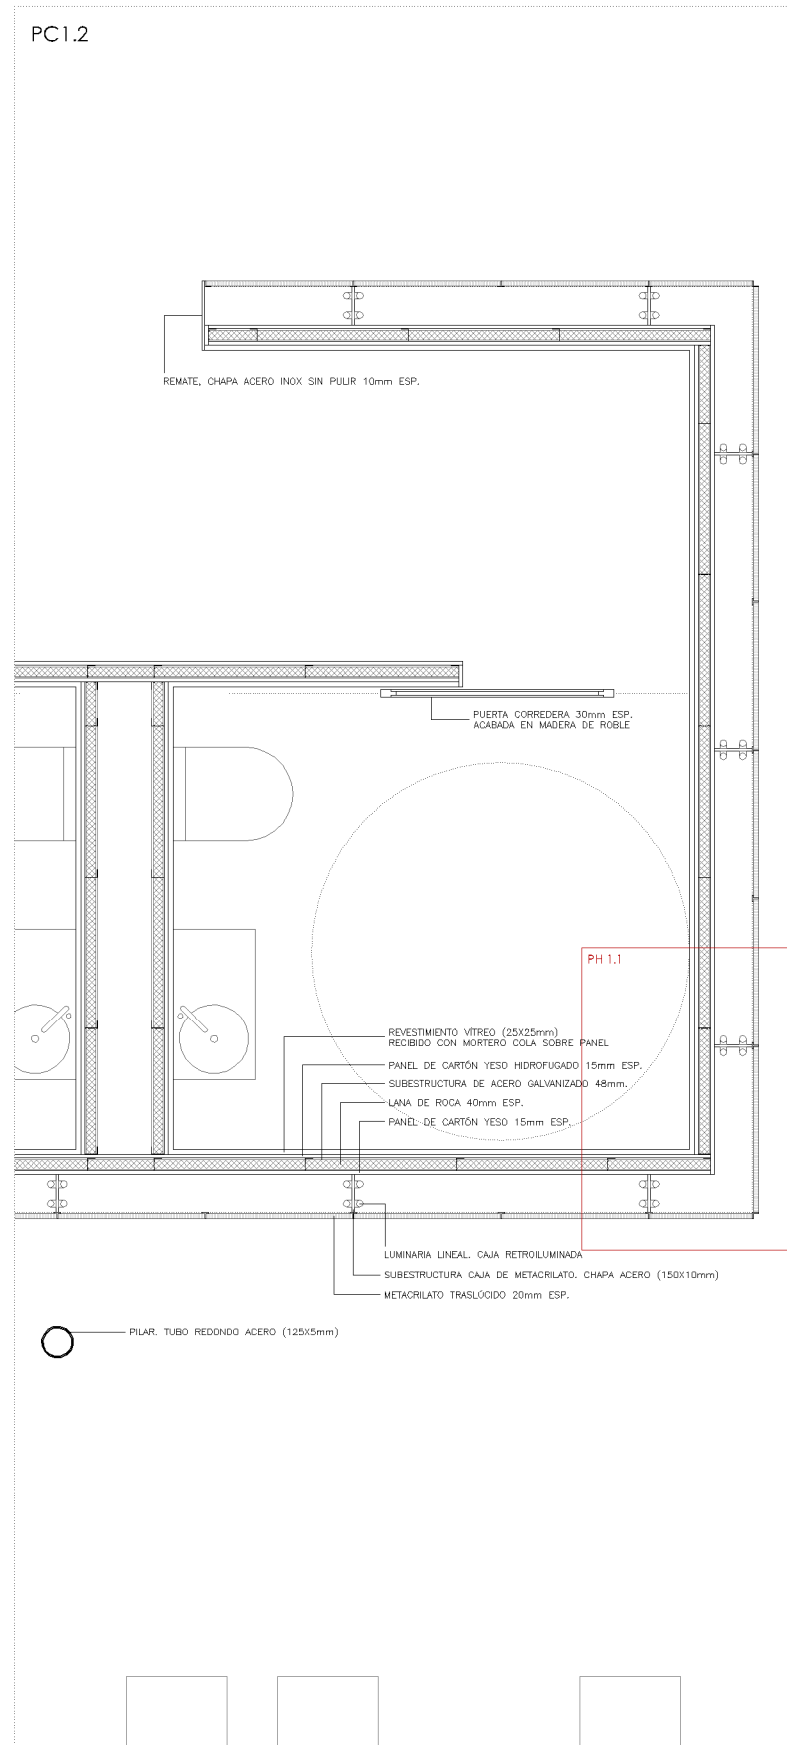 PC1.2
REMATE, CHAPA ACERO INOX SIN PULIR 10mm ESP.
PUERTA CORREDERA 30mm ESP.
ACABADA EN MADERA DE ROBLE
PH 1.1
REVESTIMIENTO VÍTREO (25X25mm)
RECIBIDO CON MORTERO COLA SOBRE PANEL
PANEL DE CARTÓN YESO HIDROFUGADO 15mm ESP.
SUBESTRUCTURA DE ACERO GALVANIZADO 48mm.
LANA DE ROCA 40mm ESP.
PANEL DE CARTÓN YESO 15mm ESP.
LUMINARIA LINEAL. CAJA RETROILUMINADA
SUBESTRUCTURA CAJA DE METACRILATO. CHAPA ACERO (150X10mm)
METACRILATO TRASLÚCIDO 20mm ESP.
PILAR. TUBO REDONDO ACERO (125X5mm)